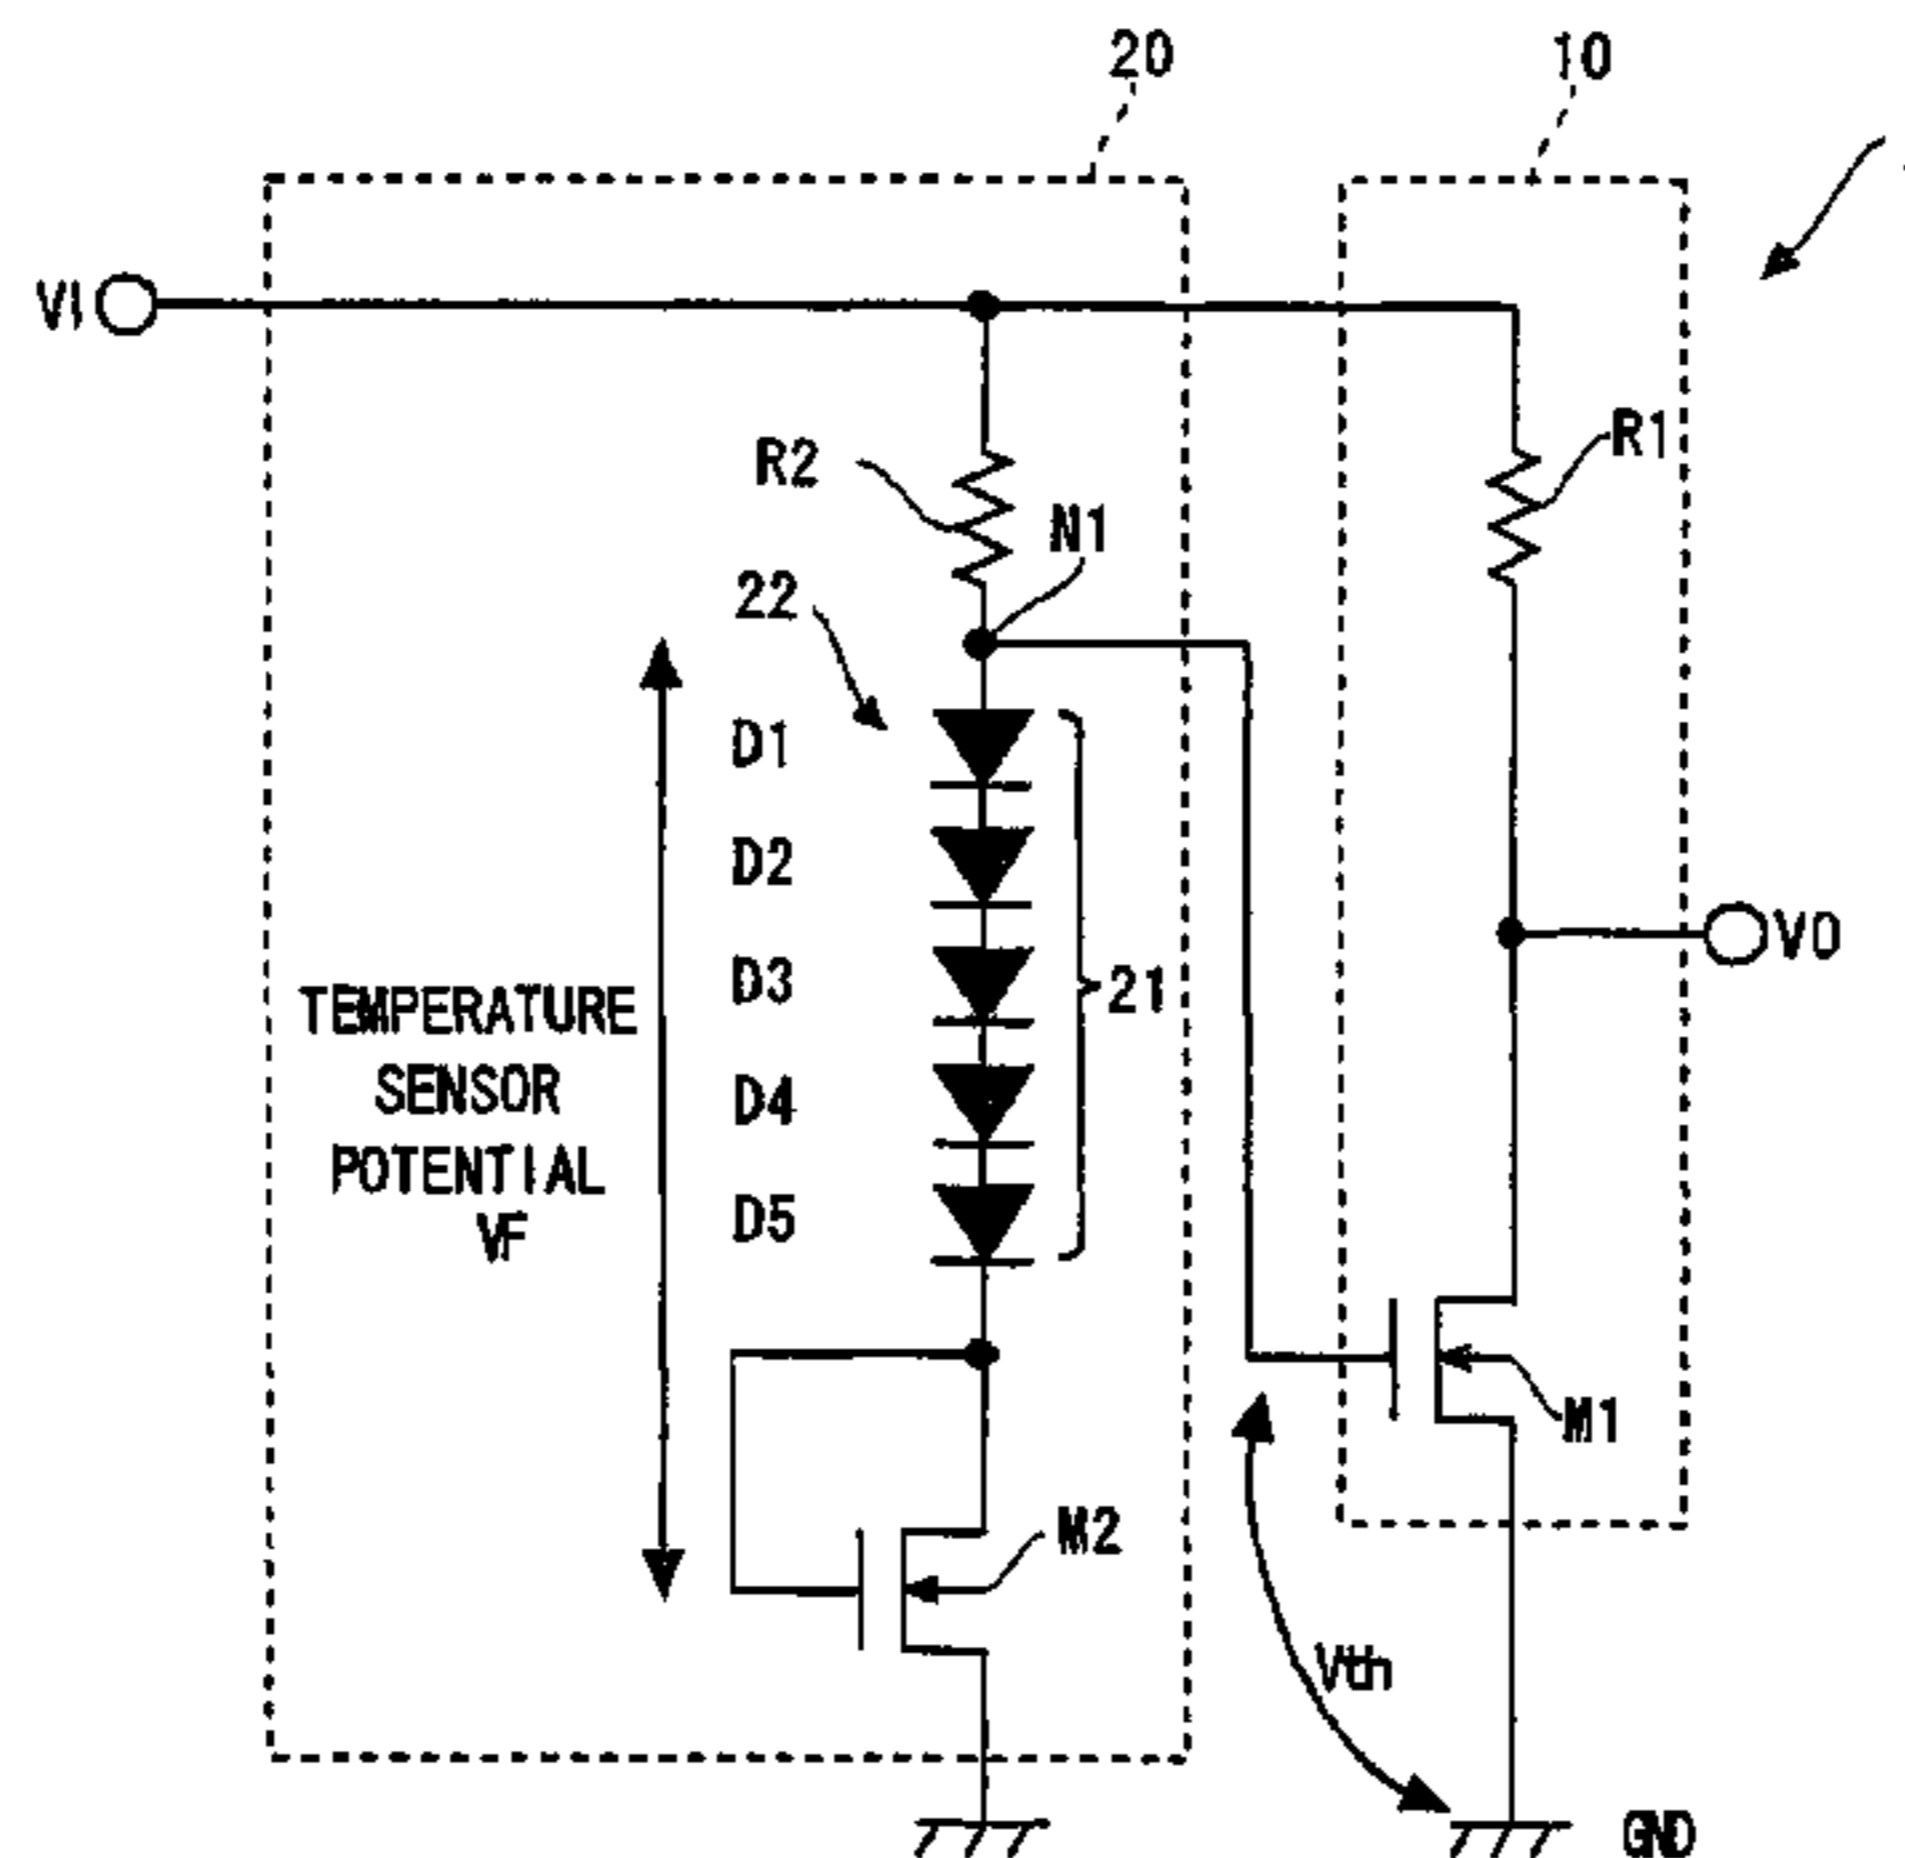 20
10
VI
R2
R1
N1
22
D1
D2
D3
D4
D5
21
VO
TEMPERATURE
SENSOR
POTENTIAL
VF
M1
M2
Vth
GND